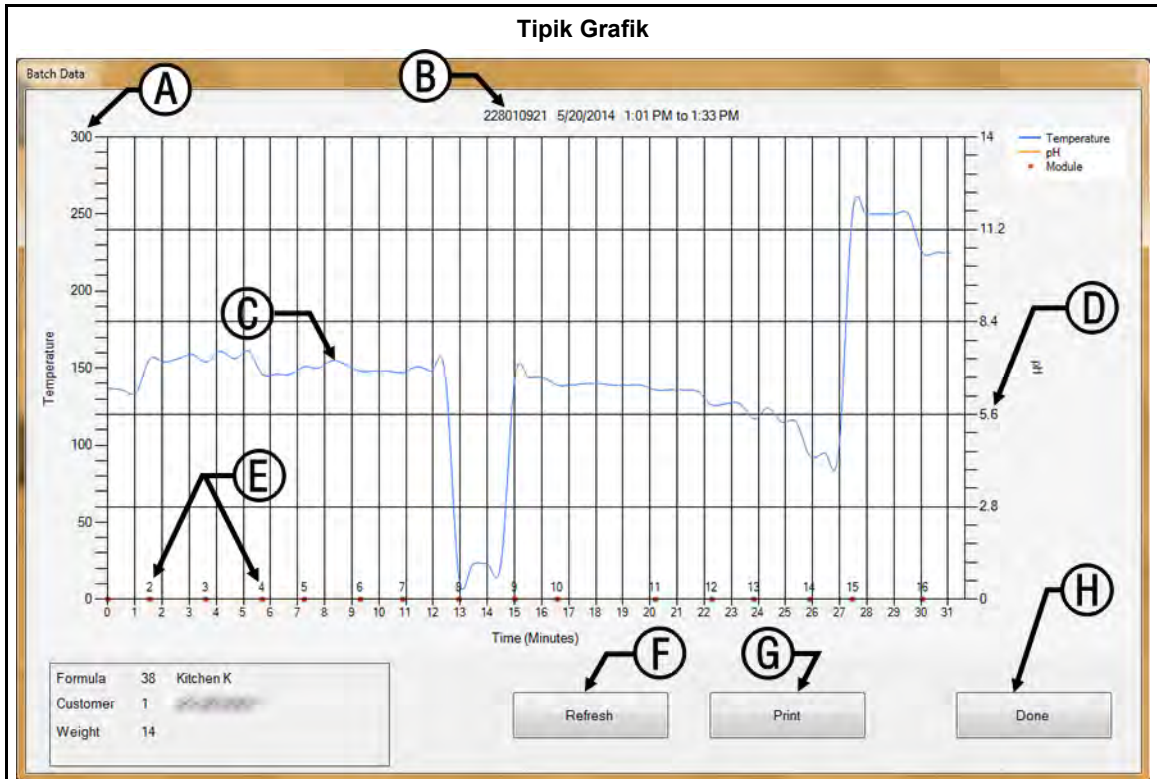 Tipik Grafik
Batch Data
A
B
228010921 5/20/2014 1:01 PM to 1:33 PM
300
250
200
150
100
50
0
Temperature
14
11.2
8.4
5.6
2.8
0
pH
Temperature
pH
Module
C
D
E
2 3 4 5 6 7 8 9 10 11 12 13 14 15 16
0 1 2 3 4 5 6 7 8 9 10 11 12 13 14 15 16 17 18 19 20 21 22 23 24 25 26 27 28 29 30 31
Time (Minutes)
F
G
H
Formula 38 Kitchen K
Customer 1
Weight 14
Refresh
Print
Done